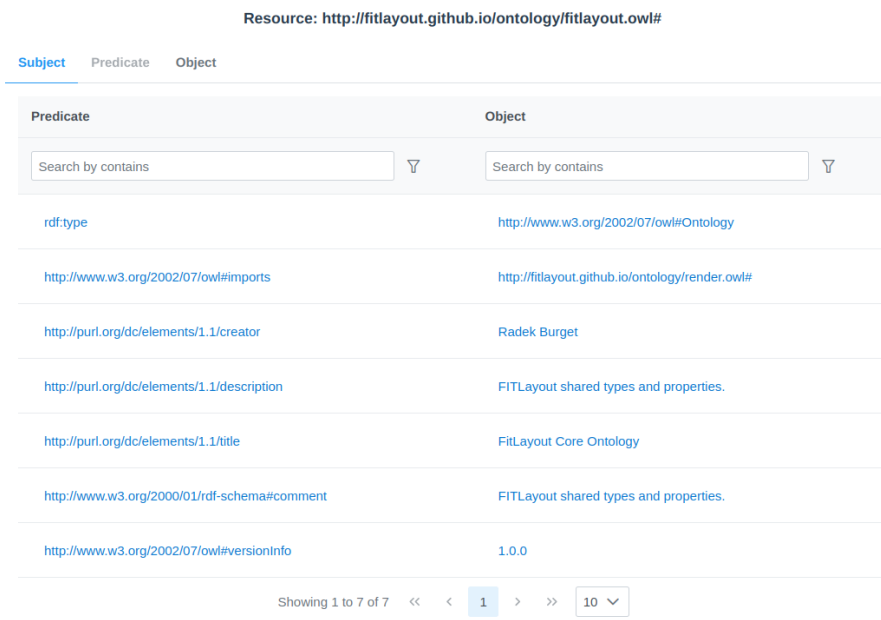 Resource: http://fitlayout.github.io/ontology/fitlayout.owl#
Subject Predicate Object
Predicate Object
Search by contains Search by contains
rdf:type http://www.w3.org/2002/07/owl#Ontology
http://www.w3.org/2002/07/owl#imports http://fitlayout.github.io/ontology/render.owl#
http://purl.org/dc/elements/1.1/creator Radek Burget
http://purl.org/dc/elements/1.1/description FITLayout shared types and properties.
http://purl.org/dc/elements/1.1/title FitLayout Core Ontology
http://www.w3.org/2000/01/rdf-schema#comment FITLayout shared types and properties.
http://www.w3.org/2002/07/owl#versionInfo 1.0.0
Showing 1 to 7 of 7 « ‹ 1 › » 10